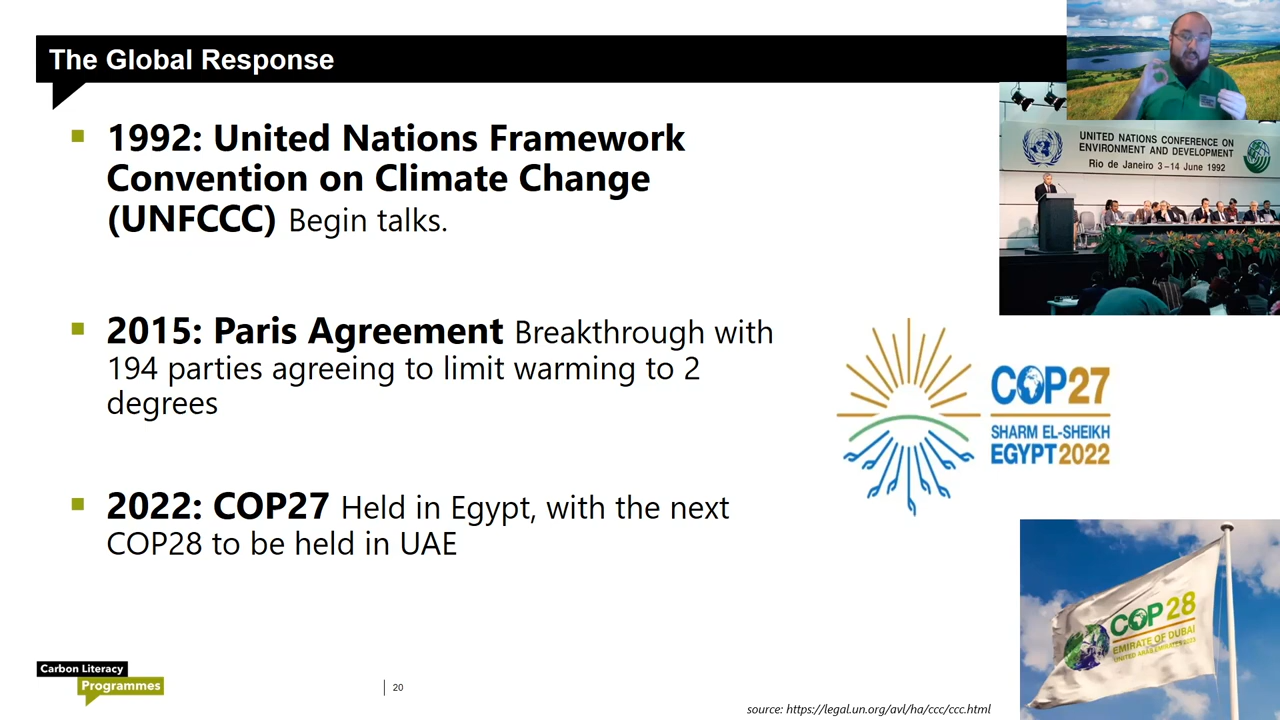 The Global Response
1992: United Nations Framework
Convention on Climate Change
(UNFCCC) Begin talks.
2015: Paris Agreement Breakthrough with
194 parties agreeing to limit warming to 2
degrees
2022: COP27 Held in Egypt, with the next
COP28 to be held in UAE
UNITED NATIONS CONFERENCE ON
ENVIRONMENT AND DEVELOPMENT
Rio de Janeiro 3–14 June 1992
COP27
SHARM EL-SHEIKH
EGYPT2022
COP28
EMIRATE OF DUBAI
UNITED ARAB EMIRATES 2023
Carbon Literacy
Programmes
20
source: https://legal.un.org/avl/ha/ccc/ccc.html